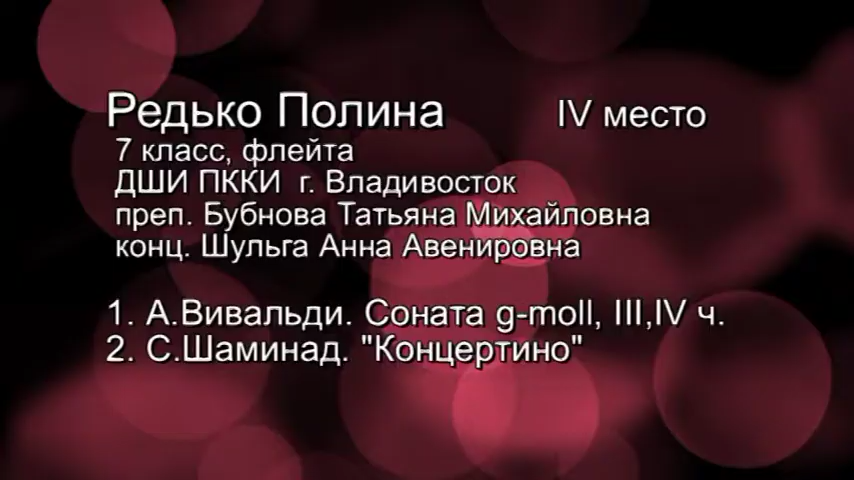 Редько Полина IV место
7 класс, флейта
ДШИ ПККИ г. Владивосток
преп. Бубнова Татьяна Михайловна
конц. Шульга Анна Авенировна
1. А.Вивальди. Соната g-moll, III,IV ч.
2. С.Шаминад. "Концертино"